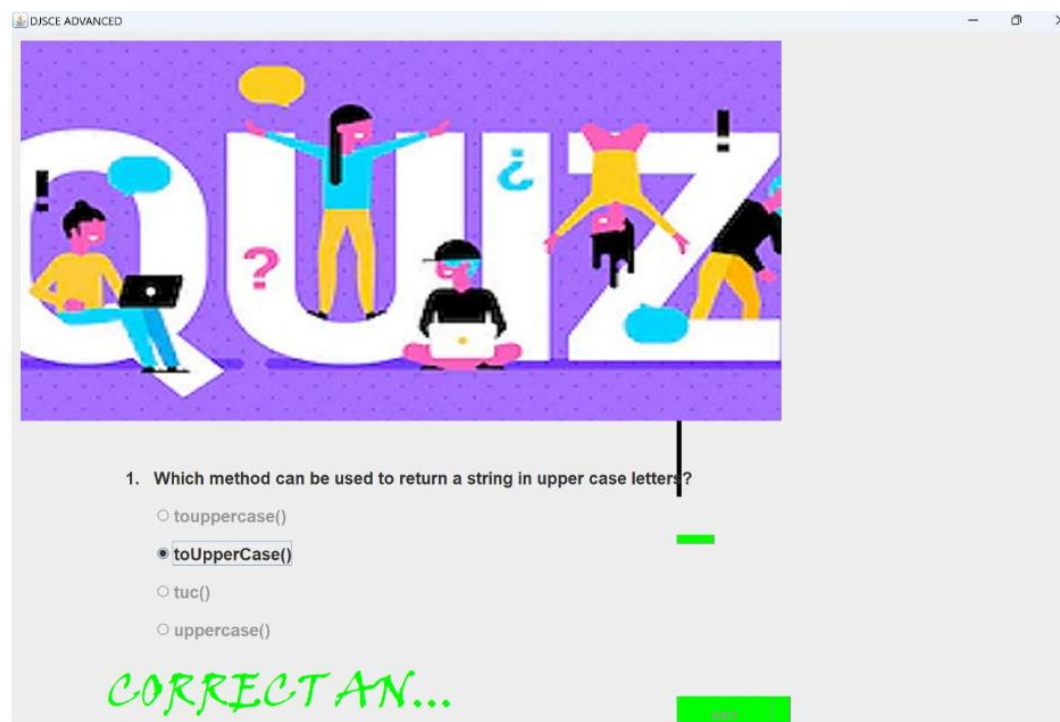 DJSCE ADVANCED
QUIZ
1. Which method can be used to return a string in upper case letters?
touppercase()
toUpperCase()
tuc()
uppercase()
CORRECT AN...